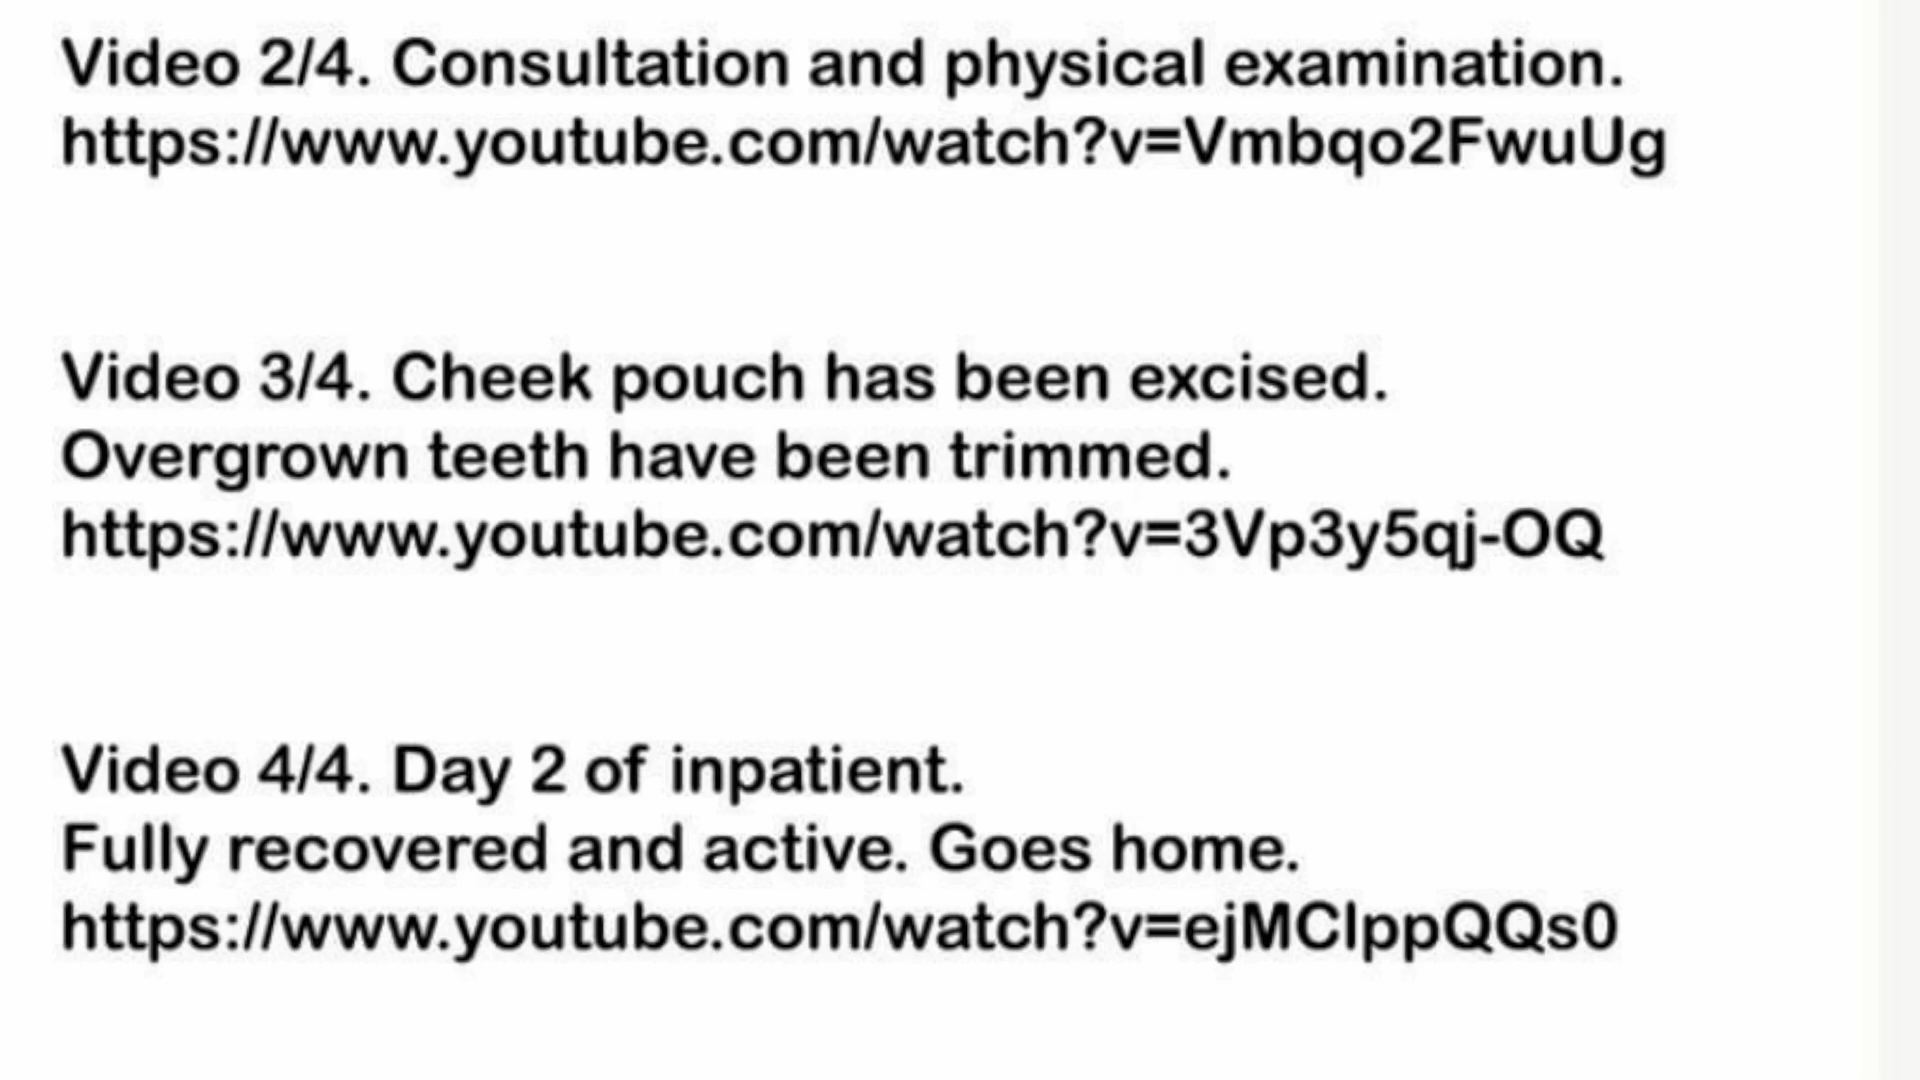 Video 2/4. Consultation and physical examination.
https://www.youtube.com/watch?v=Vmbqo2FwuUg
Video 3/4. Cheek pouch has been excised.
Overgrown teeth have been trimmed.
https://www.youtube.com/watch?v=3Vp3y5qj-OQ
Video 4/4. Day 2 of inpatient.
Fully recovered and active. Goes home.
https://www.youtube.com/watch?v=ejMClppQQs0